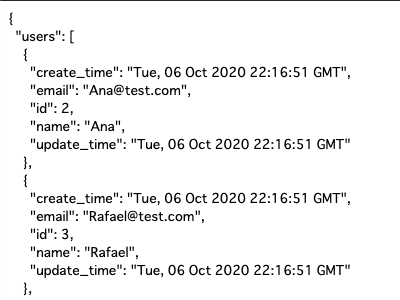 {
"users": [
{
"create_time": "Tue, 06 Oct 2020 22:16:51 GMT",
"email": "Ana@test.com",
"id": 2,
"name": "Ana",
"update_time": "Tue, 06 Oct 2020 22:16:51 GMT"
},
{
"create_time": "Tue, 06 Oct 2020 22:16:51 GMT",
"email": "Rafael@test.com",
"id": 3,
"name": "Rafael",
"update_time": "Tue, 06 Oct 2020 22:16:51 GMT"
},